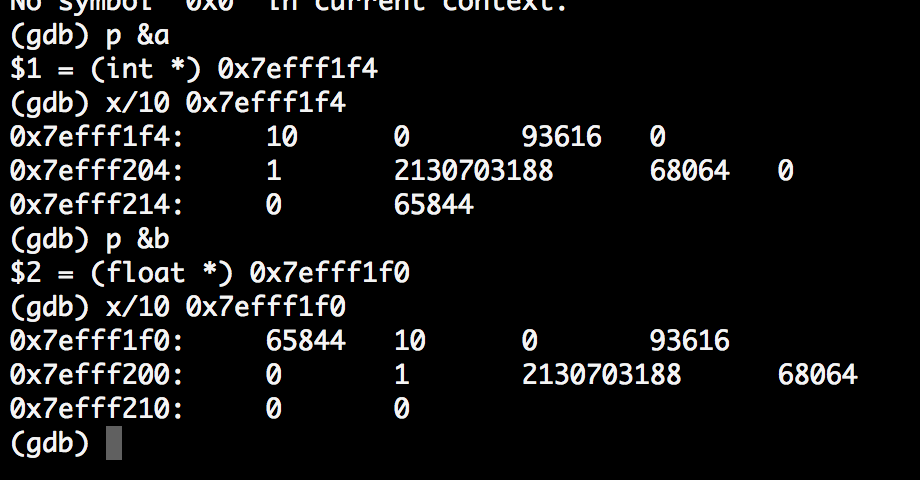 No symbol "0x0" in current context.
(gdb) p &a
$1 = (int *) 0x7efff1f4
(gdb) x/10 0x7efff1f4
0x7efff1f4: 10 0 93616 0
0x7efff204: 1 2130703188 68064 0
0x7efff214: 0 65844
(gdb) p &b
$2 = (float *) 0x7efff1f0
(gdb) x/10 0x7efff1f0
0x7efff1f0: 65844 10 0 93616
0x7efff200: 0 1 2130703188 68064
0x7efff210: 0 0
(gdb)